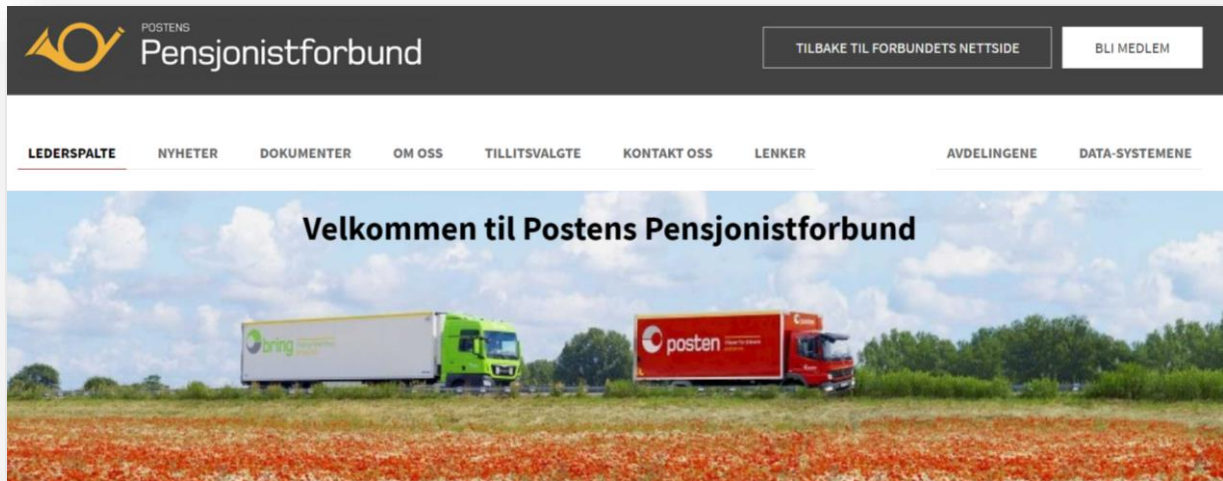 POSTENS
Pensjonistforbund
TILBAKE TIL FORBUNDETS NETTSIDE
BLI MEDLEM
LEDERSPALTE NYHETER DOKUMENTER OM OSS TILLITSVALGTE KONTAKT OSS LENKER AVDELINGENE DATA-SYSTEMENE
Velkommen til Postens Pensjonistforbund
bring
posten
posten